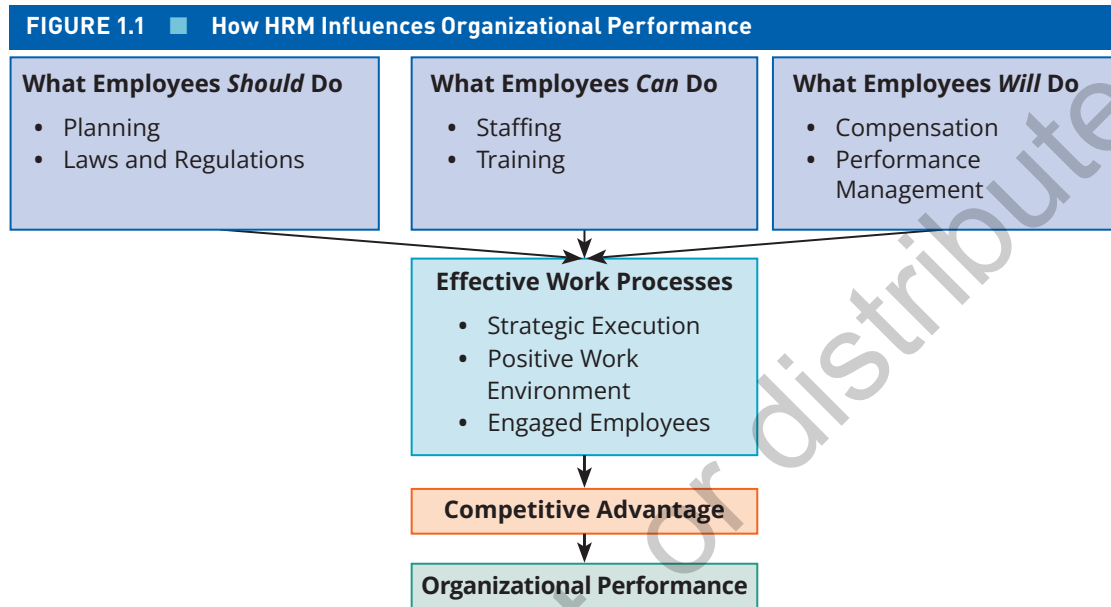 FIGURE 1.1 ■ How HRM Influences Organizational Performance
What Employees Should Do
• Planning
• Laws and Regulations
What Employees Can Do
• Staffing
• Training
What Employees Will Do
• Compensation
• Performance
Management
Effective Work Processes
• Strategic Execution
• Positive Work
Environment
• Engaged Employees
Competitive Advantage
Organizational Performance
or distribute